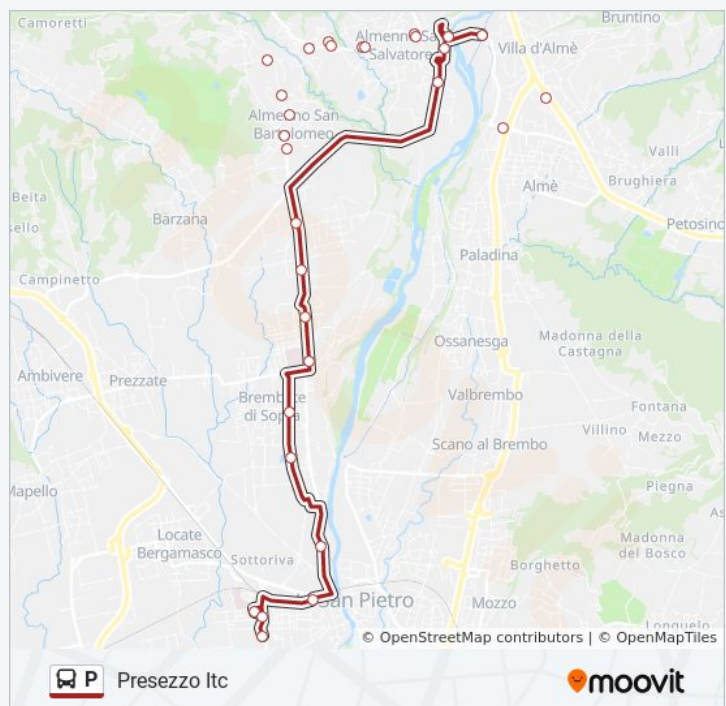 Camoretti
Bruntino
Almenno San
Salvatore
Villa d'Almè
Almenno San
Bartolomeo
Valli
Almè
Brughiera
Beita
Barzana
Petosino
Paladina
Campinetto
Madonna della
Castagna
Ossanesga
Ambivere
Prezzate
Valbrembo
Brembate
di Sopra
Fontana
Villino
Mezzo
Scano al Brembo
Mapello
Piegna
Locate
Bergamasco
Madonna
del Bosco
Sottoriva
Borghetto
San Pietro
Mozzo
© OpenStreetMap contributors | © OpenMapTiles
P Presezzo Itc
moovit